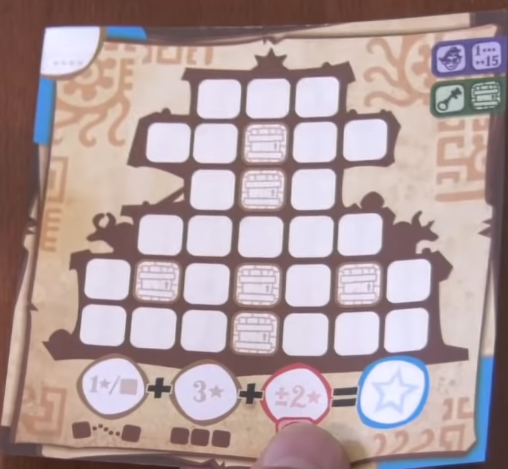 1...
..15
1★/■ + 3★ + ±2★ =